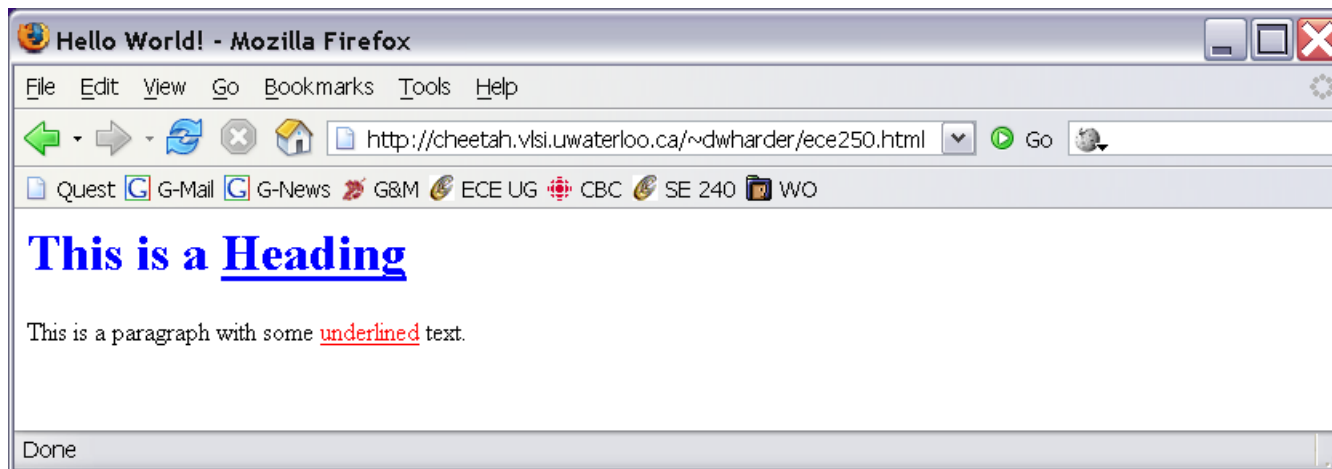 Hello World! - Mozilla Firefox
File Edit View Go Bookmarks Tools Help
http://cheetah.vlsi.uwaterloo.ca/~dwharder/ece250.html Go
Quest G G-Mail G G-News G&M ECE UG CBC SE 240 WO
This is a Heading
This is a paragraph with some underlined text.
Done